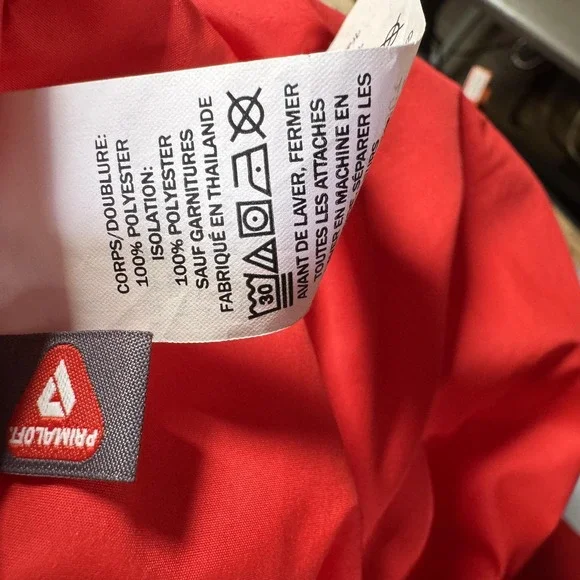 CORPS/DOUBLURE:
100% POLYESTER
ISOLATION:
100% POLYESTER
SAUF GARNITURES
FABRIQUÉ EN THAILANDE
30
AVANT DE LAVER, FERMER
TOUTES LES ATTACHES
EN MACHINE EN
SÉPARER LES
PRIMALOFT